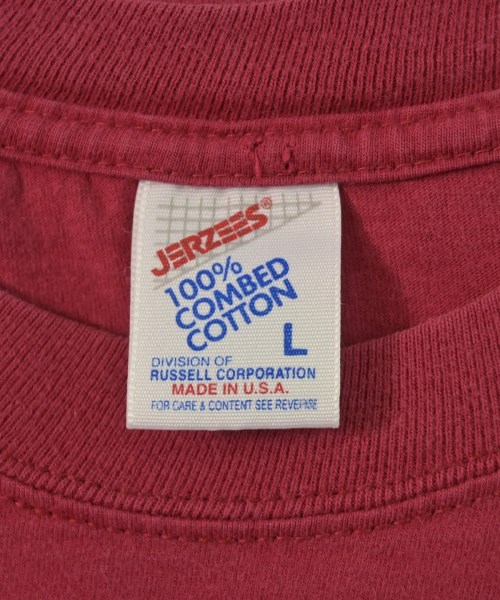 JERZEES®
100%
COMBED
COTTON
L
DIVISION OF
RUSSELL CORPORATION
MADE IN U.S.A.
FOR CARE & CONTENT SEE REVERSE